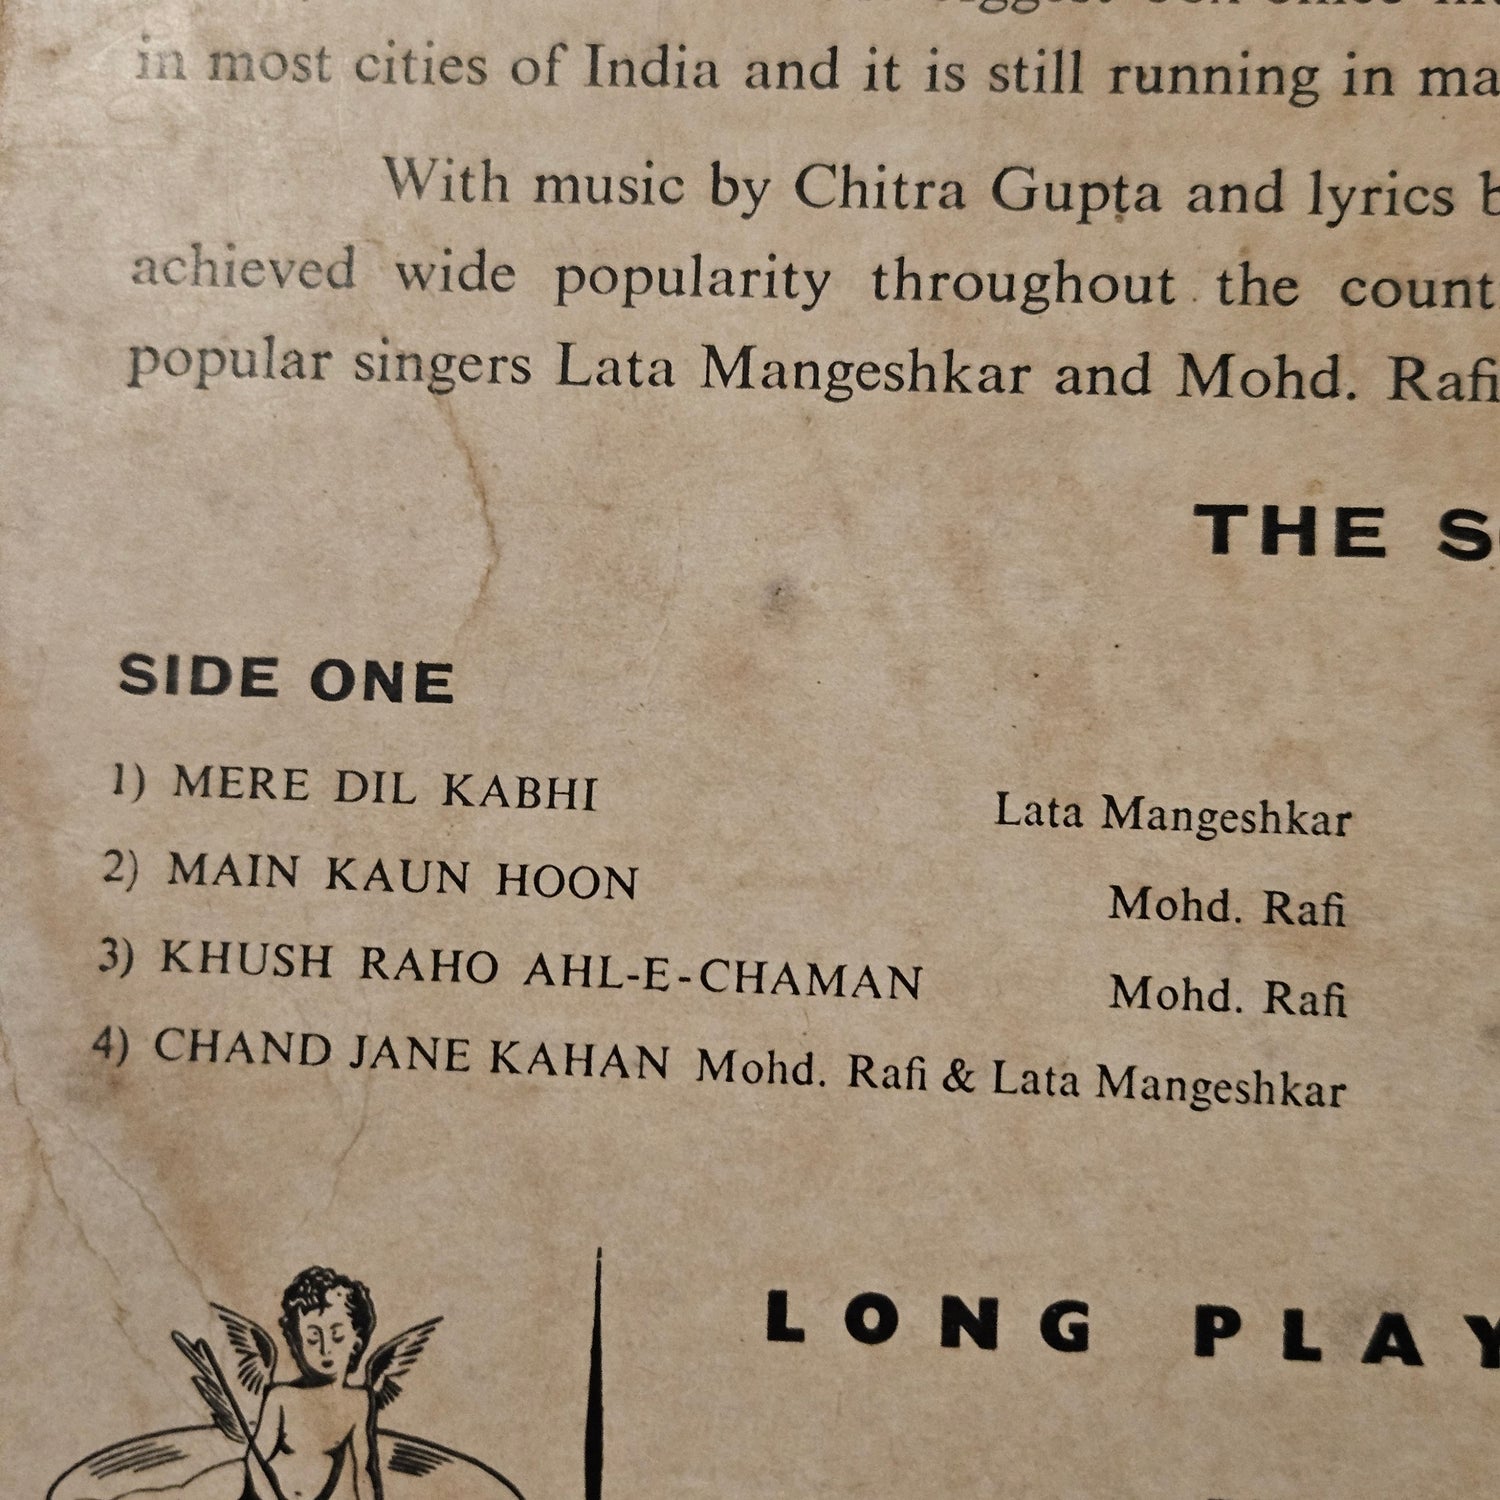 in most cities of India and it is still running in
With music by Chitra Gupta and lyrics
achieved wide popularity throughout the
popular singers Lata Mangeshkar and Mohd. Rafi
THE
SIDE ONE
1) MERE DIL KABHI Lata Mangeshkar
2) MAIN KAUN HOON Mohd. Rafi
3) KHUSH RAHO AHL-E-CHAMAN Mohd. Rafi
4) CHAND JANE KAHAN Mohd. Rafi & Lata Mangeshkar
LONG PLAY